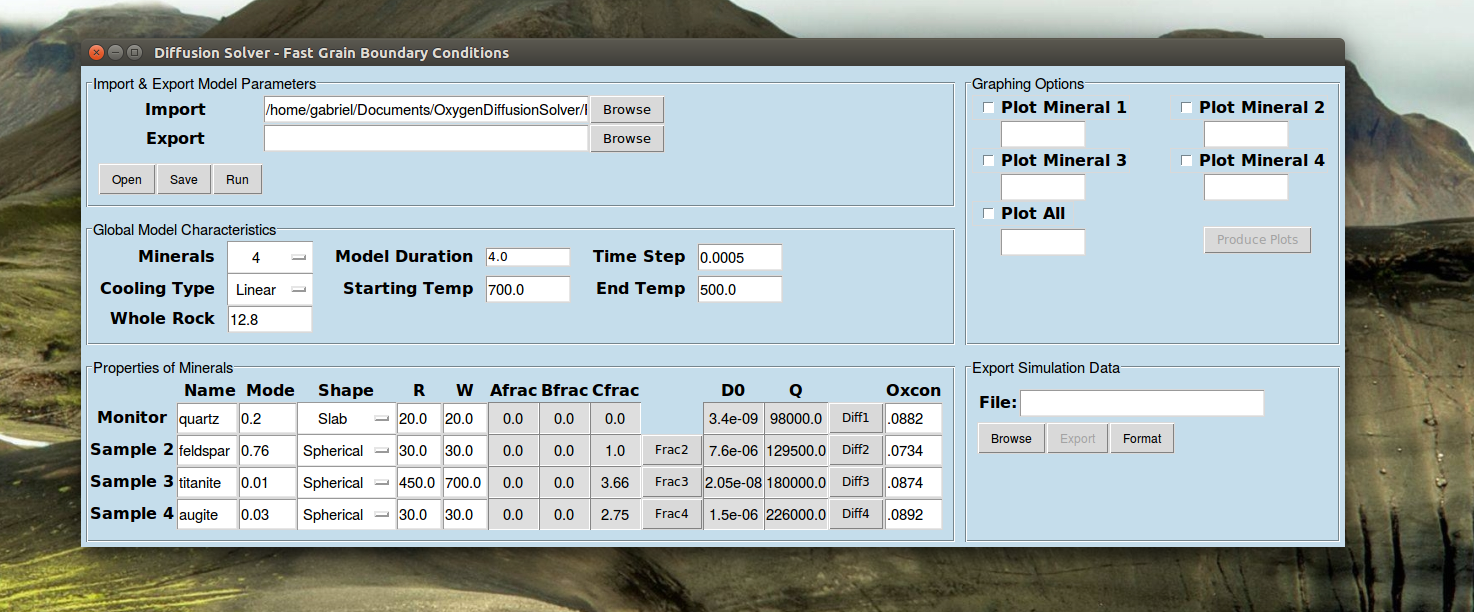 Diffusion Solver - Fast Grain Boundary Conditions
Import & Export Model Parameters
Import /home/gabriel/Documents/OxygenDiffusionSolver/I Browse
Export Browse
Open Save Run
Global Model Characteristics
Minerals 4 Model Duration 4.0 Time Step 0.0005
Cooling Type Linear Starting Temp 700.0 End Temp 500.0
Whole Rock 12.8
Properties of Minerals
Name Mode Shape R W Afrac Bfrac Cfrac D0 Q Oxcon
Monitor quartz 0.2 Slab 20.0 20.0 0.0 0.0 0.0 3.4e-09 98000.0 Diff1 .0882
Sample 2 feldspar 0.76 Spherical 30.0 30.0 0.0 0.0 1.0 Frac2 7.6e-06 129500.0 Diff2 .0734
Sample 3 titanite 0.01 Spherical 450.0 700.0 0.0 0.0 3.66 Frac3 2.05e-08 180000.0 Diff3 .0874
Sample 4 augite 0.03 Spherical 30.0 30.0 0.0 0.0 2.75 Frac4 1.5e-06 226000.0 Diff4 .0892
Graphing Options
Plot Mineral 1 Plot Mineral 2
Plot Mineral 3 Plot Mineral 4
Plot All
Produce Plots
Export Simulation Data
File:
Browse Export Format